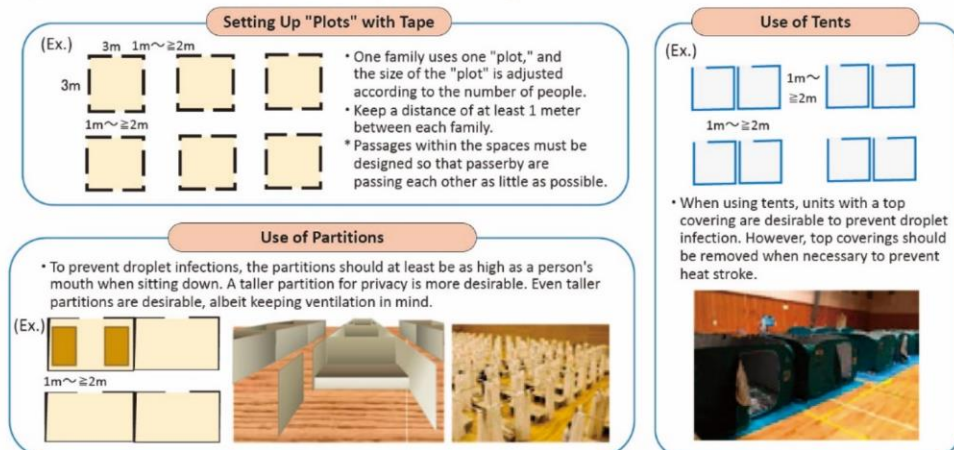 Setting Up "Plots" with Tape
(Ex.)
3m 1m～≧2m
3m
1m～≧2m
• One family uses one "plot," and
the size of the "plot" is adjusted
according to the number of people.
• Keep a distance of at least 1 meter
between each family.
* Passages within the spaces must be
designed so that passerby are
passing each other as little as possible.
Use of Partitions
• To prevent droplet infections, the partitions should at least be as high as a person's
mouth when sitting down. A taller partition for privacy is more desirable. Even taller
partitions are desirable, albeit keeping ventilation in mind.
(Ex.)
1m～≧2m
Use of Tents
(Ex.)
1m～
≧2m
1m～≧2m
• When using tents, units with a top
covering are desirable to prevent droplet
infection. However, top coverings should
be removed when necessary to prevent
heat stroke.